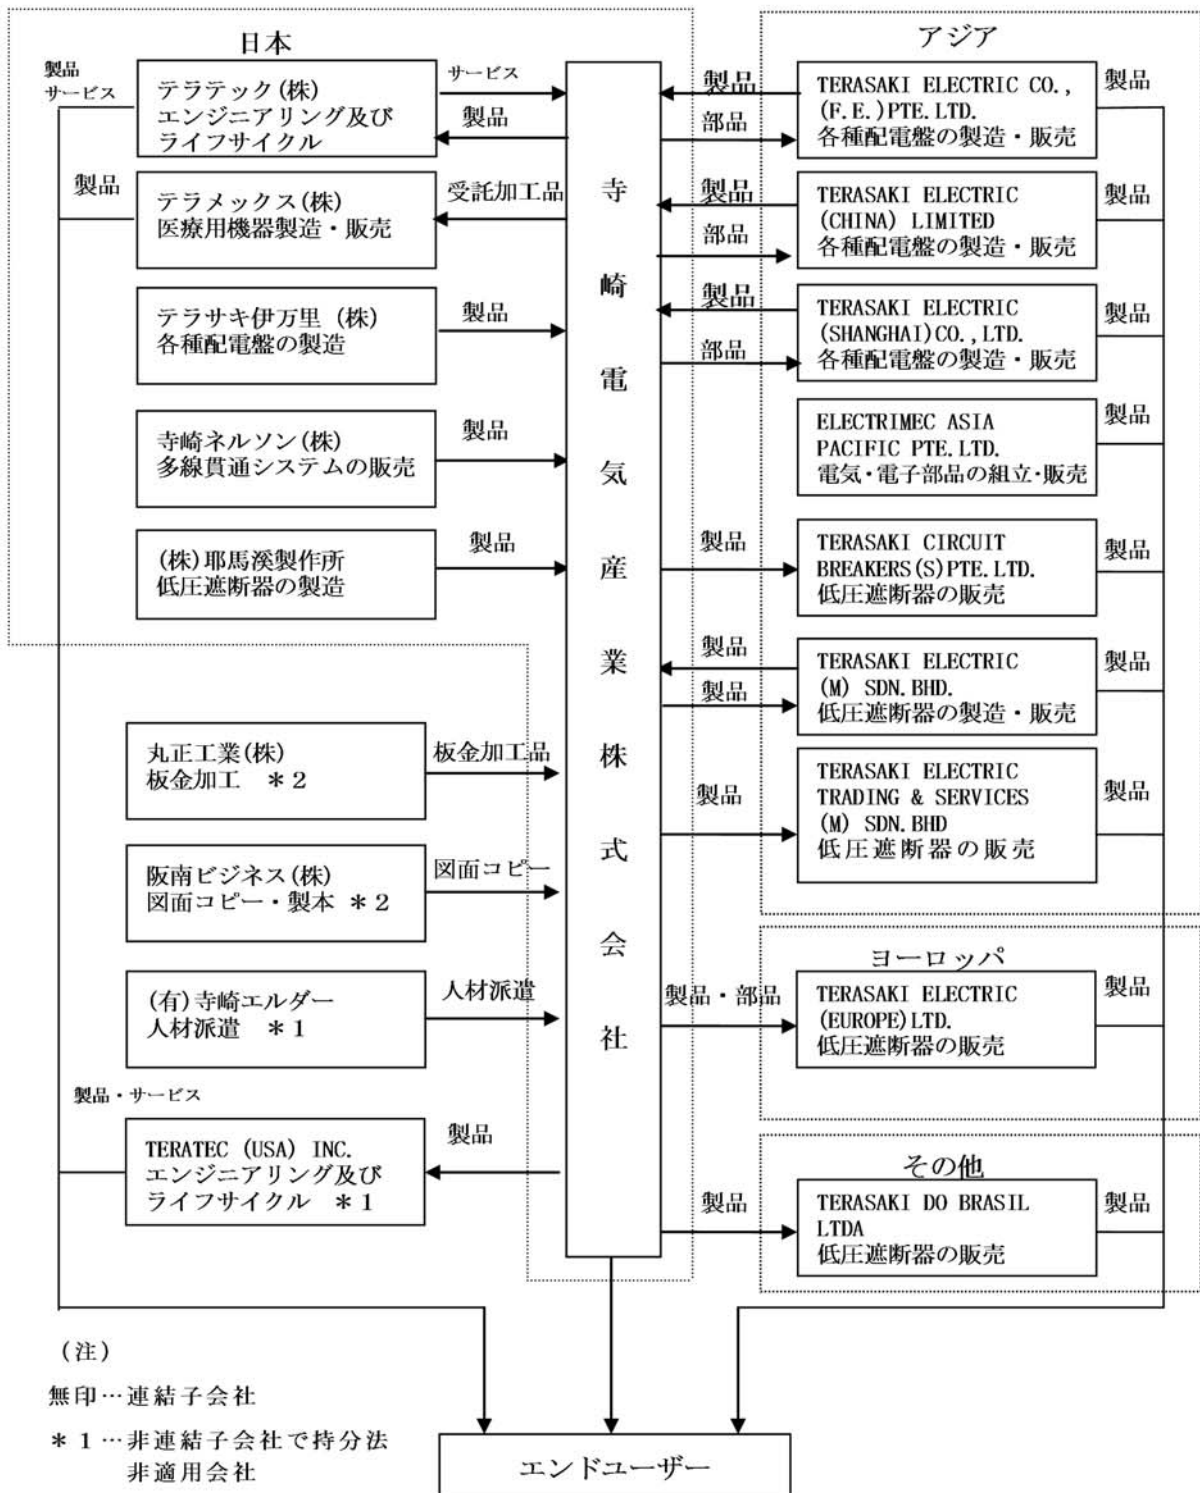 日本
製品
サービス
テラテック(株)
エンジニアリング及び
ライフサイクル
サービス
製品
製品
テラメックス(株)
医療用機器製造・販売
受託加工品
テラサキ伊万里 (株)
各種配電盤の製造
製品
寺崎ネルソン(株)
多線貫通システムの販売
製品
(株)耶馬溪製作所
低圧遮断器の製造
製品
丸正工業(株)
板金加工 *2
板金加工品
阪南ビジネス(株)
図面コピー・製本 *2
図面コピー
(有)寺崎エルダー
人材派遣 *1
人材派遣
製品・サービス
TERATEC (USA) INC.
エンジニアリング及び
ライフサイクル *1
製品
寺崎電気産業株式会社
アジア
製品
部品
TERASAKI ELECTRIC CO.,
(F.E.)PTE.LTD.
各種配電盤の製造・販売
製品
製品
部品
TERASAKI ELECTRIC
(CHINA) LIMITED
各種配電盤の製造・販売
製品
製品
部品
TERASAKI ELECTRIC
(SHANGHAI)CO.,LTD.
各種配電盤の製造・販売
製品
ELECTRIMEC ASIA
PACIFIC PTE.LTD.
電気・電子部品の組立・販売
製品
製品
TERASAKI CIRCUIT
BREAKERS(S)PTE.LTD.
低圧遮断器の販売
製品
製品
製品
TERASAKI ELECTRIC
(M) SDN.BHD.
低圧遮断器の製造・販売
製品
製品
TERASAKI ELECTRIC
TRADING & SERVICES
(M) SDN.BHD
低圧遮断器の販売
製品
ヨーロッパ
製品・部品
TERASAKI ELECTRIC
(EUROPE)LTD.
低圧遮断器の販売
製品
その他
製品
TERASAKI DO BRASIL
LTDA
低圧遮断器の販売
製品
(注)
無印…連結子会社
*1…非連結子会社で持分法
非適用会社
エンドユーザー